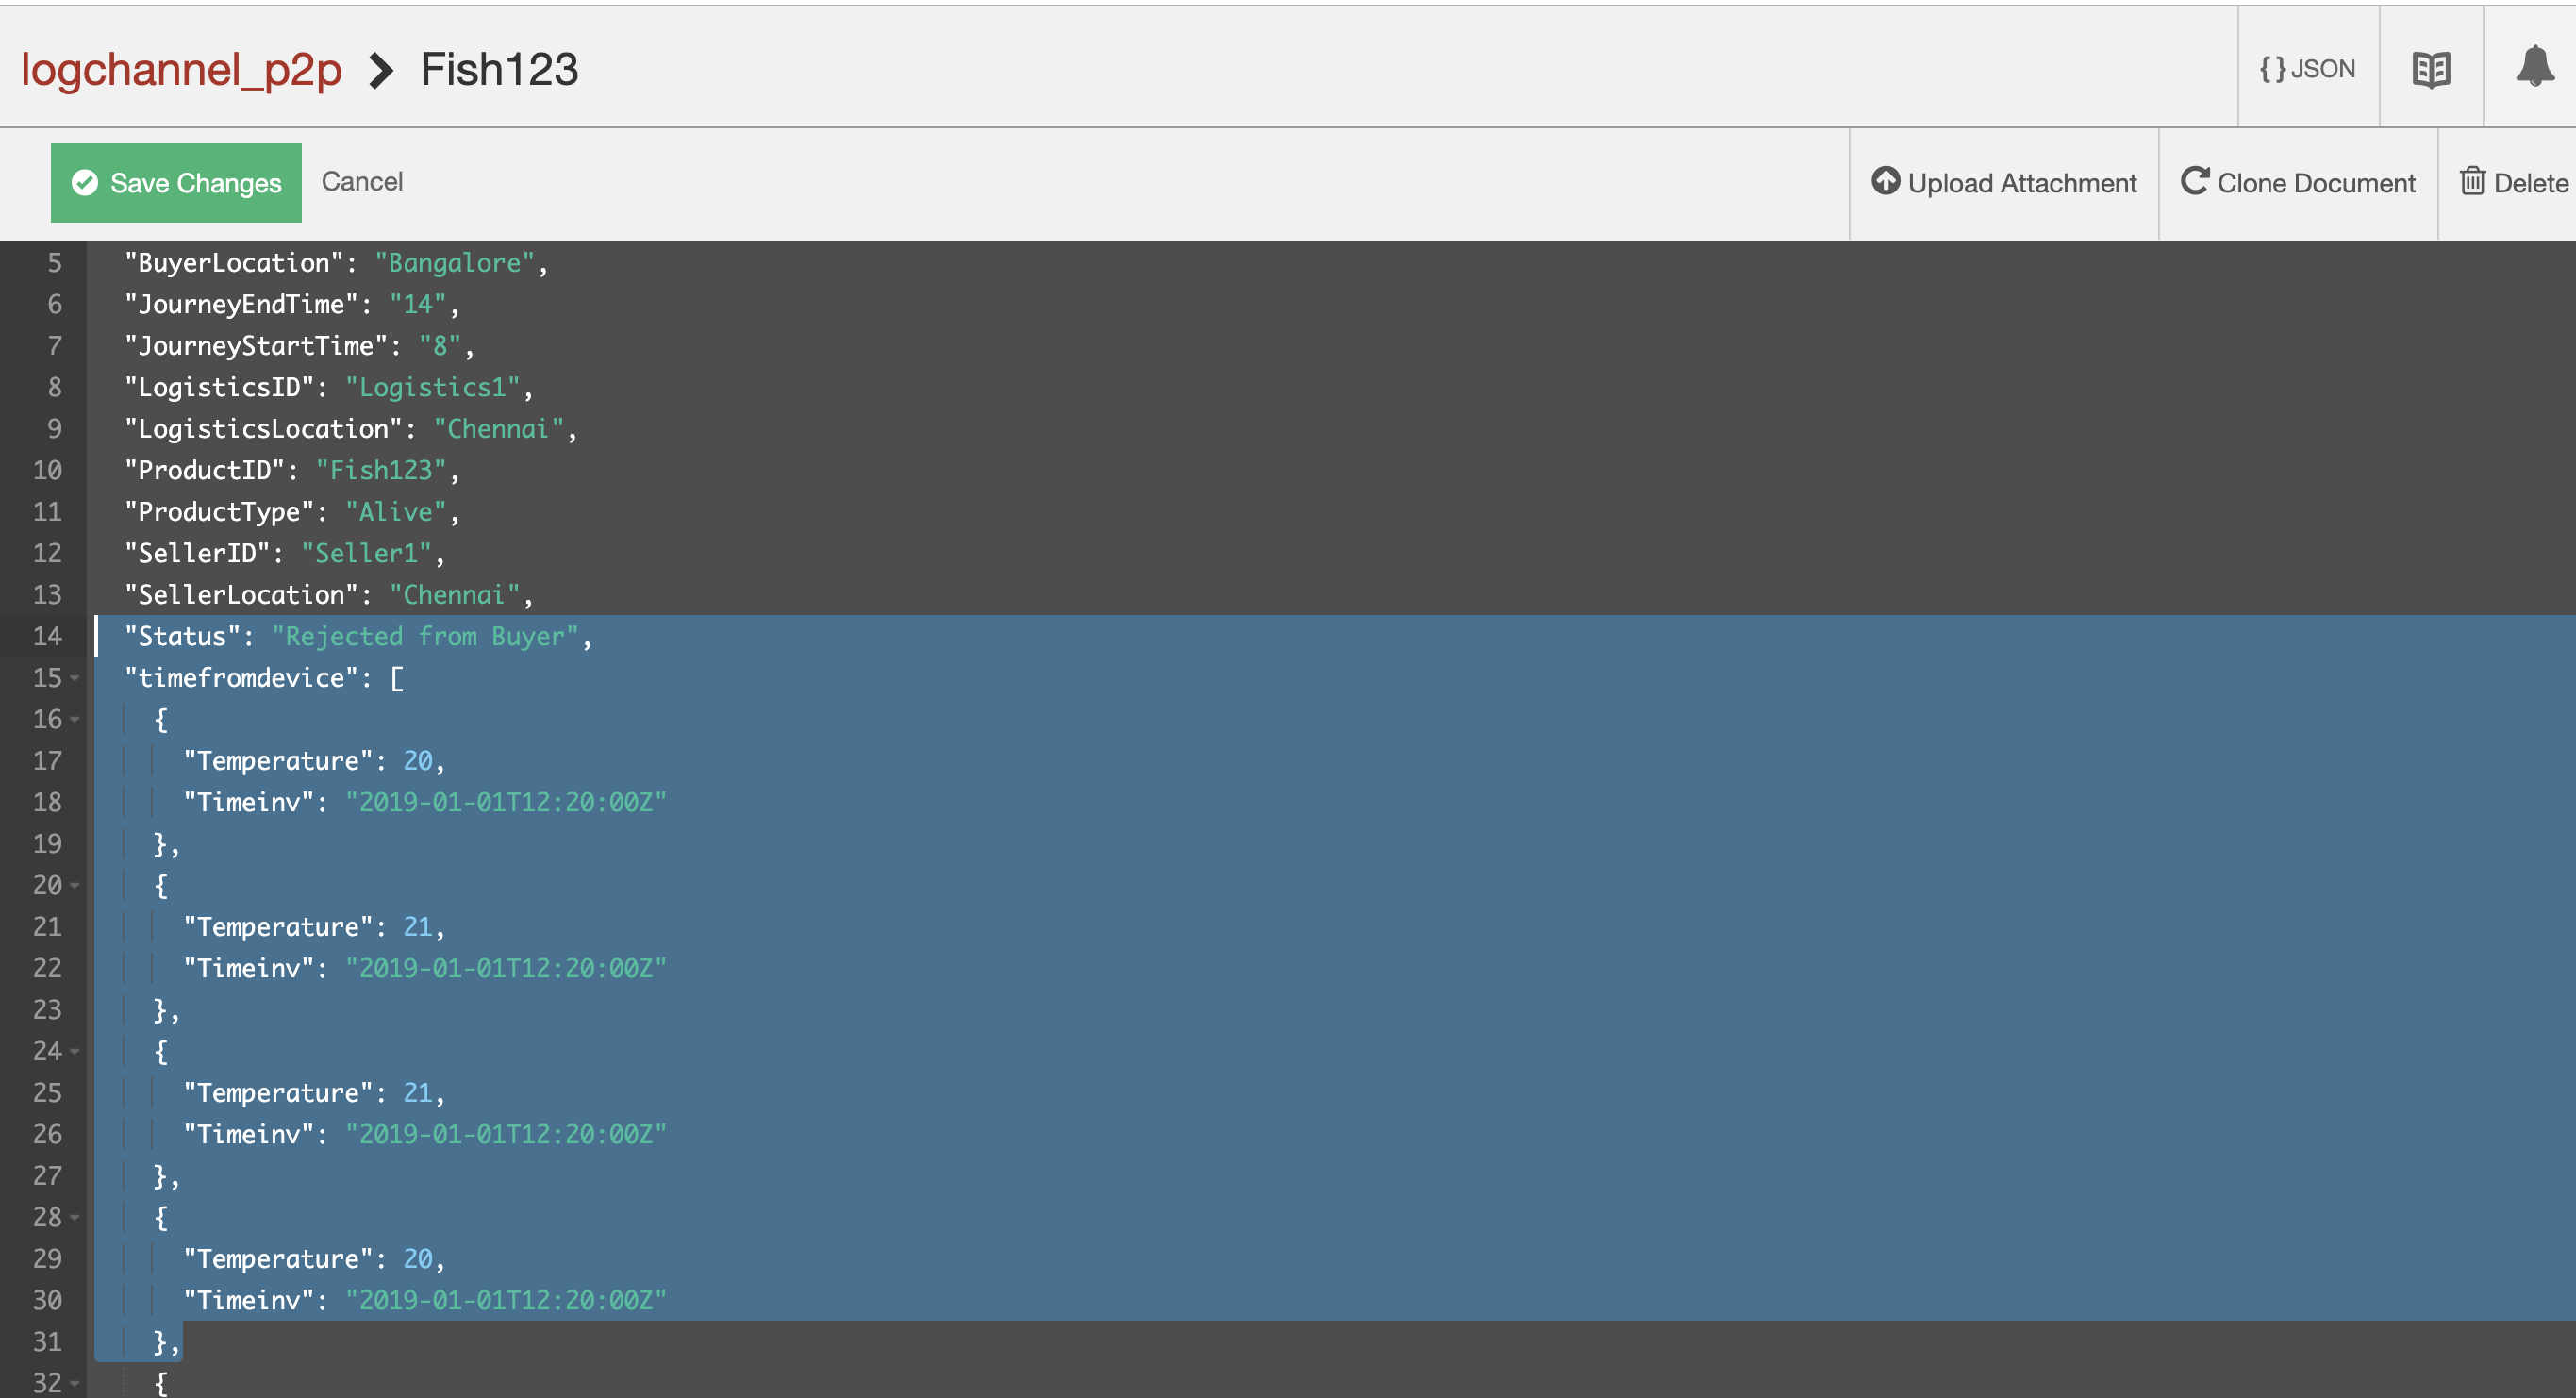 logchannel_p2p > Fish123
{ } JSON
Save Changes Cancel
Upload Attachment Clone Document Delete
5 "BuyerLocation": "Bangalore",
6 "JourneyEndTime": "14",
7 "JourneyStartTime": "8",
8 "LogisticsID": "Logistics1",
9 "LogisticsLocation": "Chennai",
10 "ProductID": "Fish123",
11 "ProductType": "Alive",
12 "SellerID": "Seller1",
13 "SellerLocation": "Chennai",
14 "Status": "Rejected from Buyer",
15 "timefromdevice": [
16 {
17 "Temperature": 20,
18 "Timeinv": "2019-01-01T12:20:00Z"
19 },
20 {
21 "Temperature": 21,
22 "Timeinv": "2019-01-01T12:20:00Z"
23 },
24 {
25 "Temperature": 21,
26 "Timeinv": "2019-01-01T12:20:00Z"
27 },
28 {
29 "Temperature": 20,
30 "Timeinv": "2019-01-01T12:20:00Z"
31 },
32 {